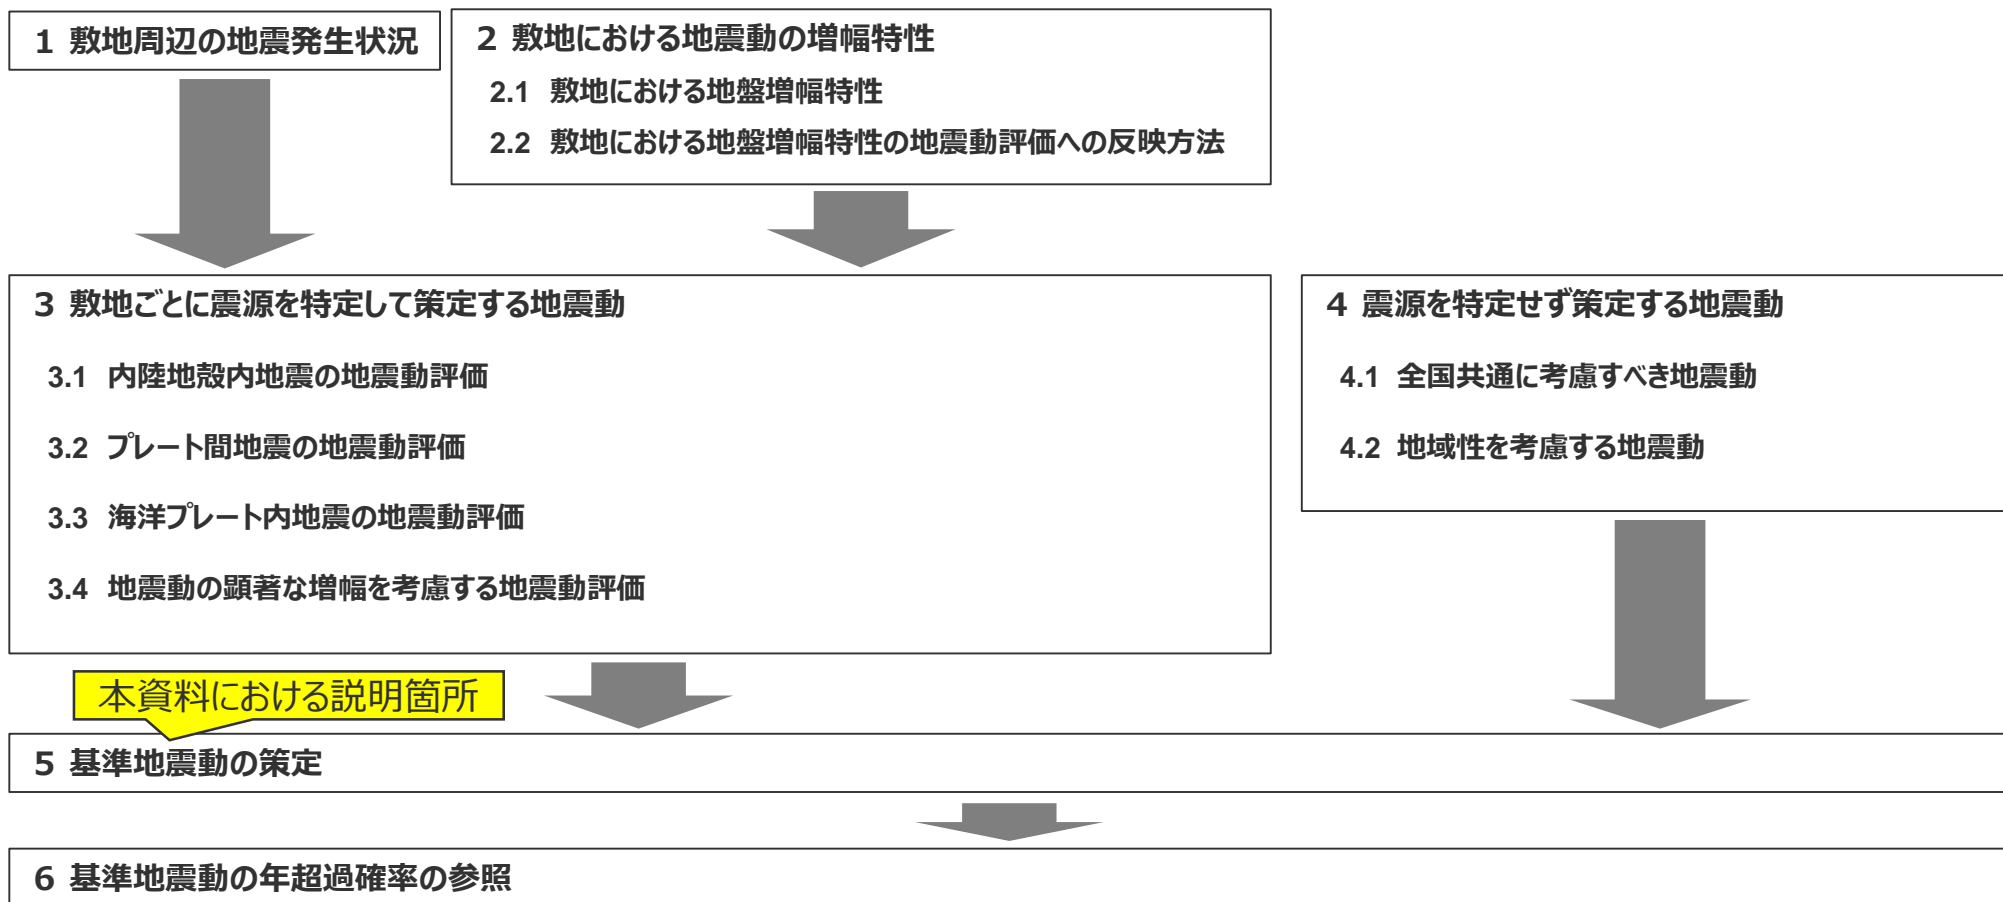 1 敷地周辺の地震発生状況
2 敷地における地震動の増幅特性
2.1 敷地における地盤増幅特性
2.2 敷地における地盤増幅特性の地震動評価への反映方法
3 敷地ごとに震源を特定して策定する地震動
3.1 内陸地殻内地震の地震動評価
3.2 プレート間地震の地震動評価
3.3 海洋プレート内地震の地震動評価
3.4 地震動の顕著な増幅を考慮する地震動評価
4 震源を特定せず策定する地震動
4.1 全国共通に考慮すべき地震動
4.2 地域性を考慮する地震動
本資料における説明箇所
5 基準地震動の策定
6 基準地震動の年超過確率の参照